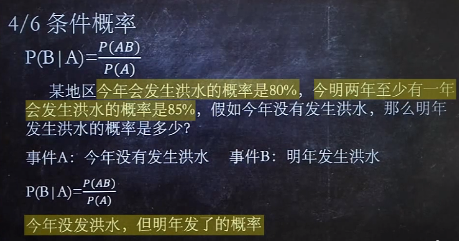 4/6 条件概率
P(B|A)=P(AB)/P(A)
某地区今年会发生洪水的概率是80%，今明两年至少有一年
会发生洪水的概率是85%，假如今年没有发生洪水，那么明年
发生洪水的概率是多少？
事件A：今年没有发生洪水 事件B：明年发生洪水
P(B|A)=P(AB)/P(A)
今年没发洪水，但明年发了的概率